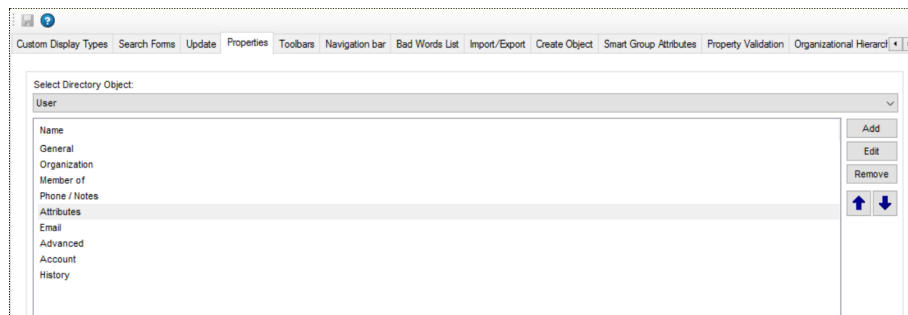 Custom Display Types Search Forms Update Properties Toolbars Navigation bar Bad Words List Import/Export Create Object Smart Group Attributes Property Validation Organizational Hierarch
Select Directory Object:
User
Name
General
Organization
Member of
Phone / Notes
Attributes
Email
Advanced
Account
History
Add
Edit
Remove